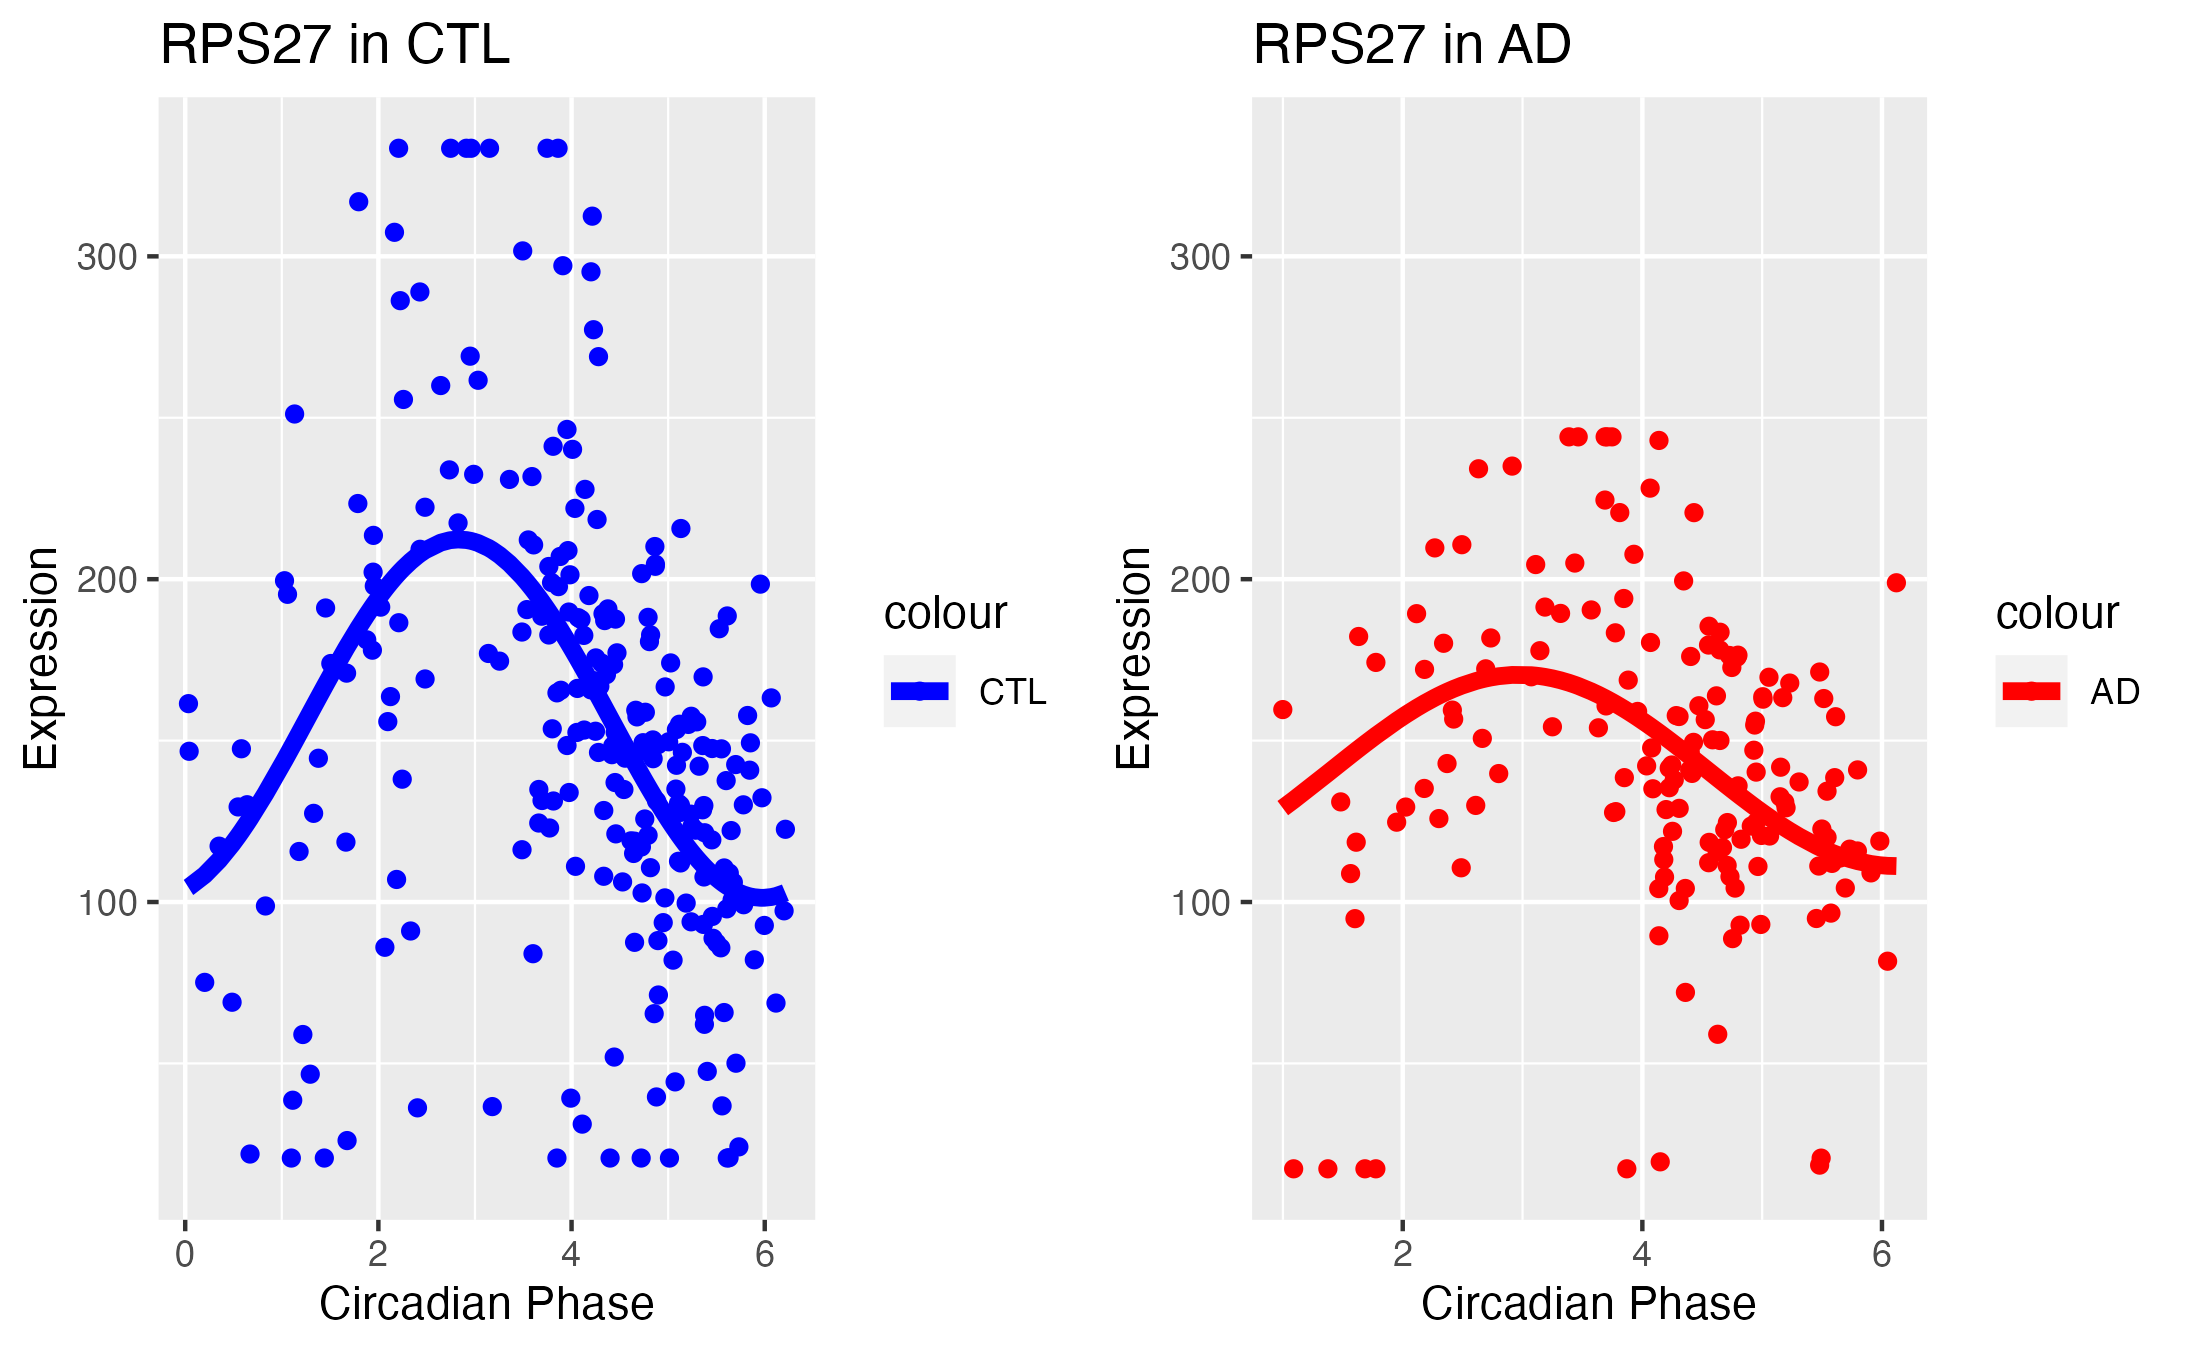 RPS27 in CTL
Expression
300
200
100
0
2
4
6
Circadian Phase
colour
CTL
RPS27 in AD
Expression
300
200
100
2
4
6
Circadian Phase
colour
AD